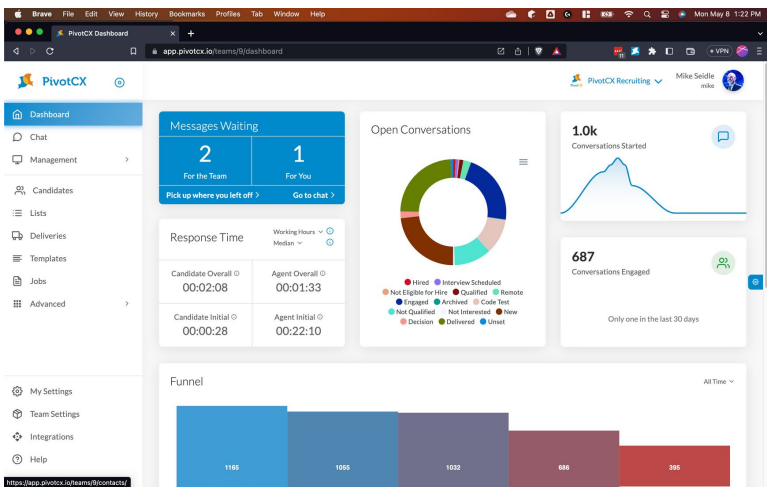 Brave File Edit View History Bookmarks Profiles Tab Window Help Mon May 8 1:22 PM
PivotCX Dashboard
app.pivotcx.io/teams/9/dashboard
VPN
PivotCX
PivotCX Recruiting
Mike Seidle
mike
Dashboard
Chat
Management
Candidates
Lists
Deliveries
Templates
Jobs
Advanced
My Settings
Team Settings
Integrations
Help
https://app.pivotcx.io/teams/9/contacts/
Messages Waiting
2
For the Team
1
For You
Pick up where you left off >
Go to chat >
Response Time
Working Hours
Median
Candidate Overall
00:02:08
Agent Overall
00:01:33
Candidate Initial
00:00:28
Agent Initial
00:22:10
Open Conversations
Hired Interview Scheduled
Not Eligible for Hire Qualified Remote
Engaged Archived Code Test
Not Qualified Not Interested New
Decision Delivered Unset
1.0k
Conversations Started
687
Conversations Engaged
Only one in the last 30 days
Funnel
All Time
1165 1055 1032 686 395